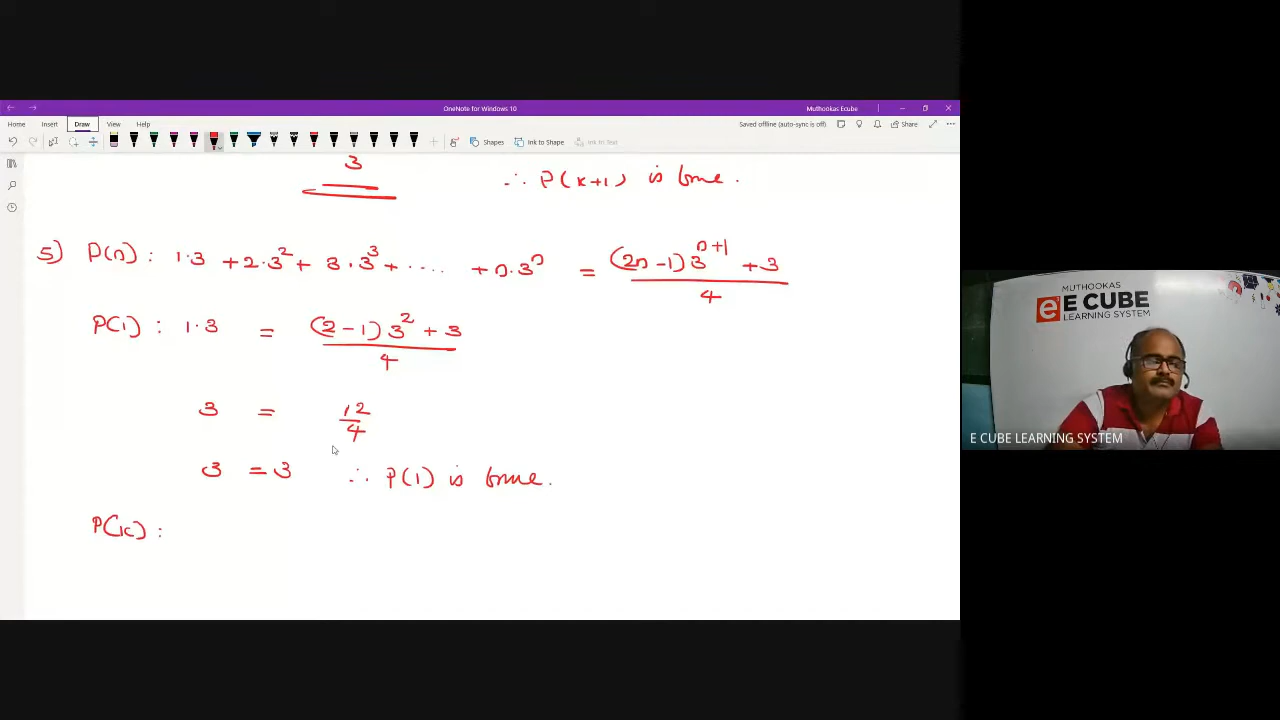 OneNote for Windows 10
Muthookas Ecube
Home Insert Draw View Help
Saved offline (auto-sync is off) Share
Shapes Ink to Shape Ink to Math
3
∴ P(k+1) is true.
5) P(n): 1·3 + 2·3² + 3·3³ + ···· + n·3ⁿ = ((2n-1)3ⁿ⁺¹ + 3)/4
P(1): 1·3 = ((2-1)3² + 3)/4
3 = 12/4
3 = 3 ∴ P(1) is true.
P(k):
MUTHOOKAS
e E CUBE
LEARNING SYSTEM
E CUBE LEARNING SYSTEM